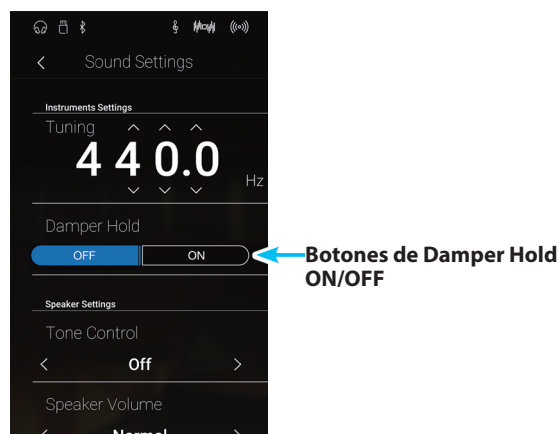 Sound Settings
Instruments Settings
Tuning
440.0
Hz
Damper Hold
OFF ON
Botones de Damper Hold
ON/OFF
Speaker Settings
Tone Control
Off
Speaker Volume
Normal